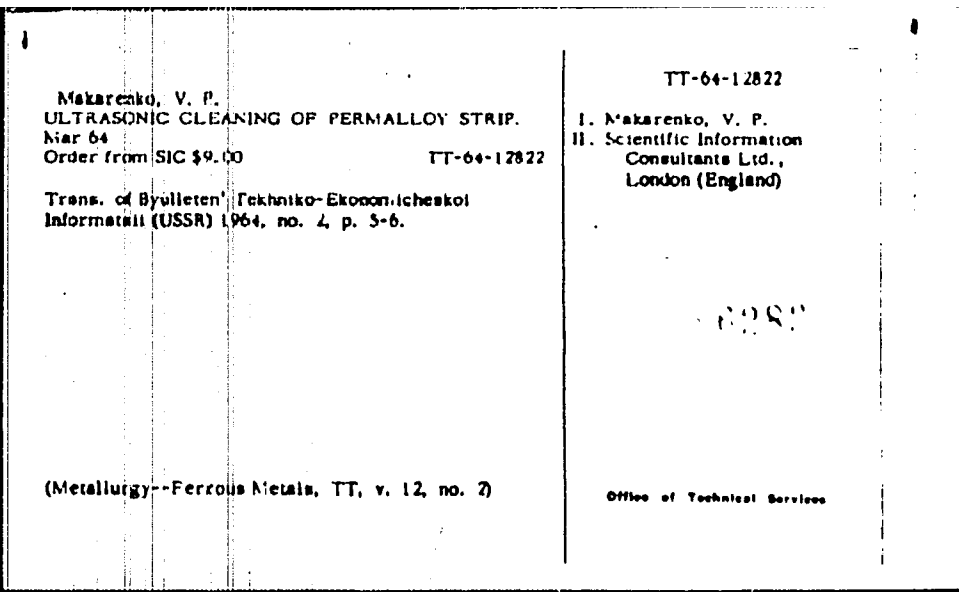 Makarenko, V. P.
ULTRASONIC CLEANING OF PERMALLOY STRIP.
Mar 64
Order from SIC $9.00 TT-64-12822
Trans. of Byulleten' Tekhniko-Ekonomicheskoi
Informatsii (USSR) 1964, no. 2, p. 5-6.
(Metallurgy--Ferrous Metals, TT, v. 12, no. 2)
TT-64-12822
I. Makarenko, V. P.
II. Scientific Information
Consultants Ltd.,
London (England)
Office of Technical Services